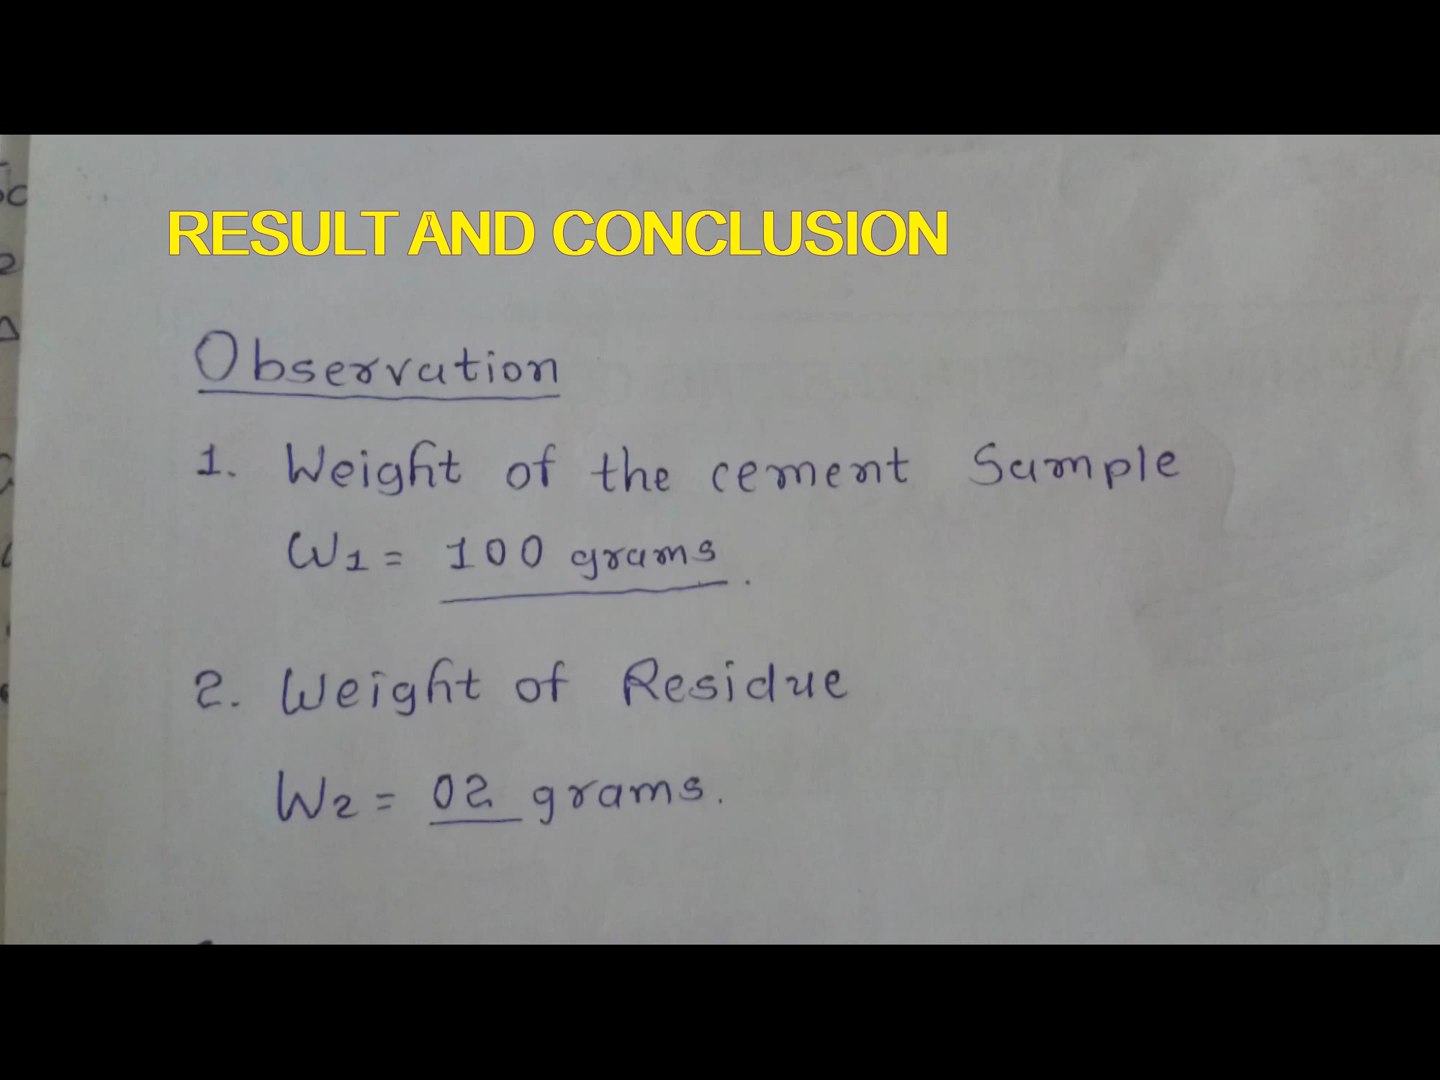 RESULT AND CONCLUSION
Observation
1. Weight of the cement Sample
W1 = 100 grams.
2. Weight of Residue
W2 = 02 grams.